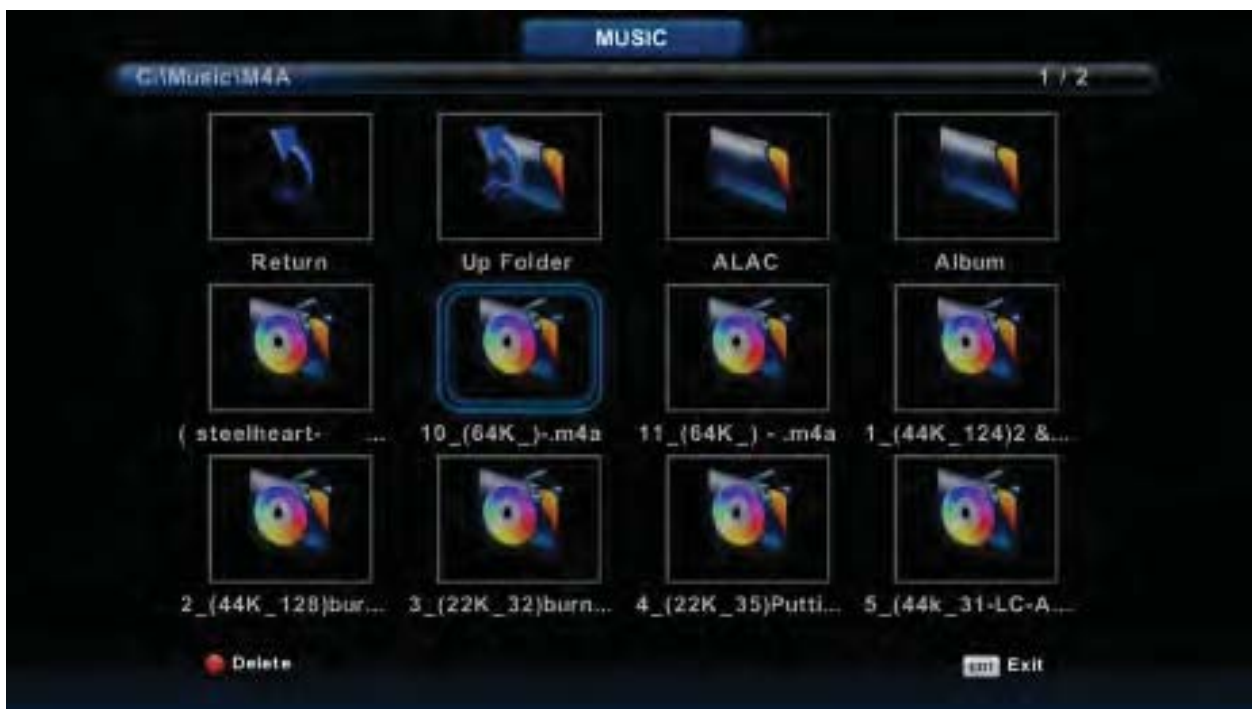 MUSIC
C:\Music\M4A 1 / 2
Return Up Folder ALAC Album
( steelheart- ... 10_(64K_)-.m4a 11_(64K_) - .m4a 1_(44K_124)2 &...
2_(44K_128)bur... 3_(22K_32)burn... 4_(22K_35)Putti... 5_(44k_31-LC-A...
Delete EXIT Exit